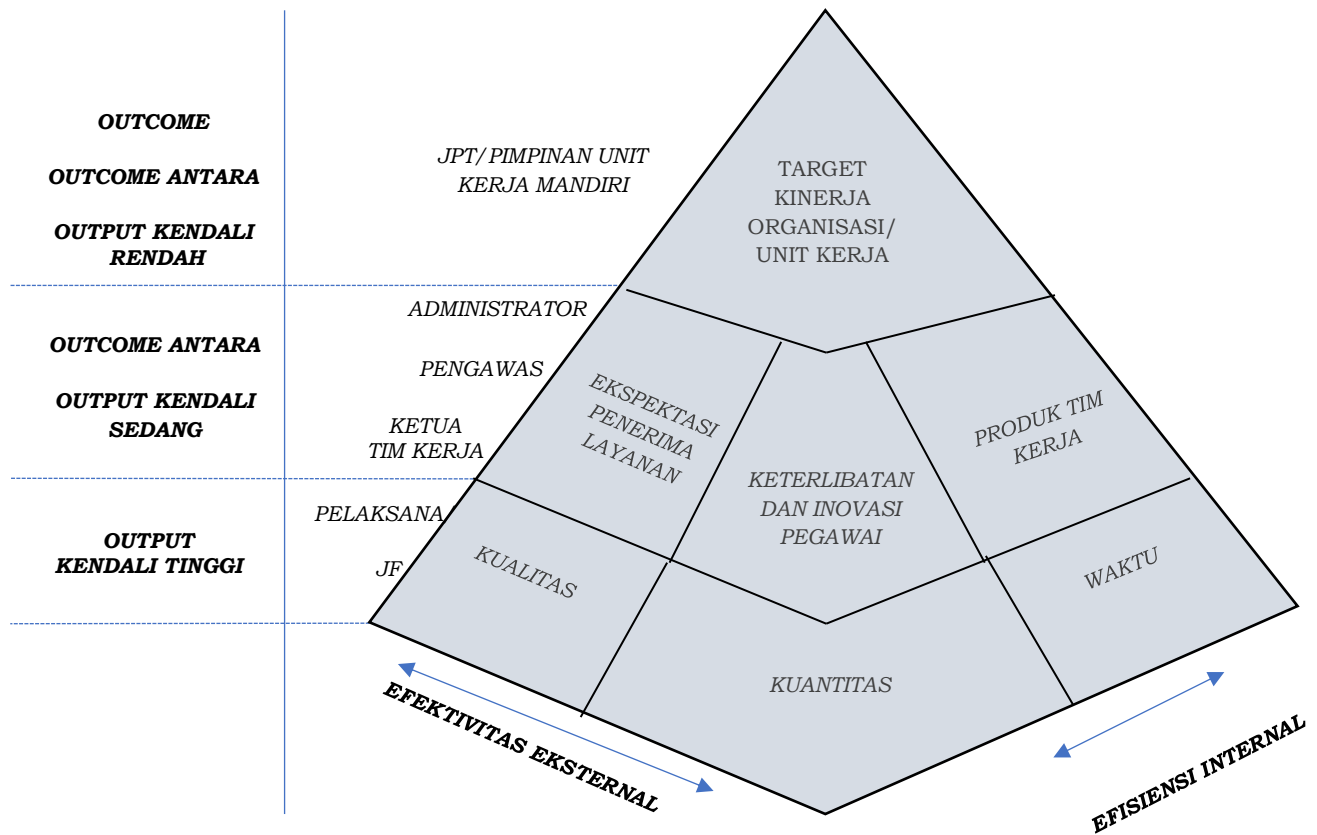 OUTCOME
OUTCOME ANTARA
OUTPUT KENDALI
RENDAH
JPT/PIMPINAN UNIT
KERJA MANDIRI
TARGET
KINERJA
ORGANISASI/
UNIT KERJA
OUTCOME ANTARA
OUTPUT KENDALI
SEDANG
ADMINISTRATOR
PENGAWAS
KETUA
TIM KERJA
EKSPEKTASI
PENERIMA
LAYANAN
KETERLIBATAN
DAN INOVASI
PEGAWAI
PRODUK TIM
KERJA
OUTPUT
KENDALI TINGGI
PELAKSANA
JF
KUALITAS
KUANTITAS
WAKTU
EFEKTIVITAS EKSTERNAL
EFISIENSI INTERNAL